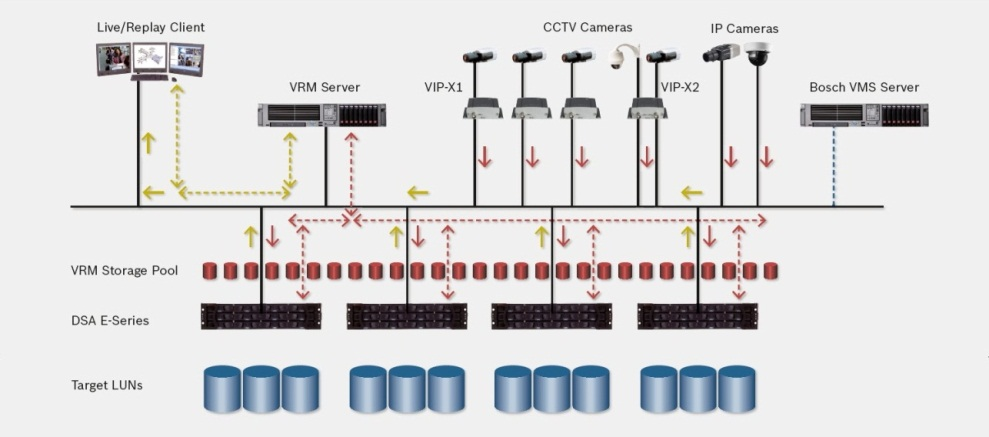 Live/Replay Client
CCTV Cameras
IP Cameras
VRM Server
VIP-X1
VIP-X2
Bosch VMS Server
VRM Storage Pool
DSA E-Series
Target LUNs